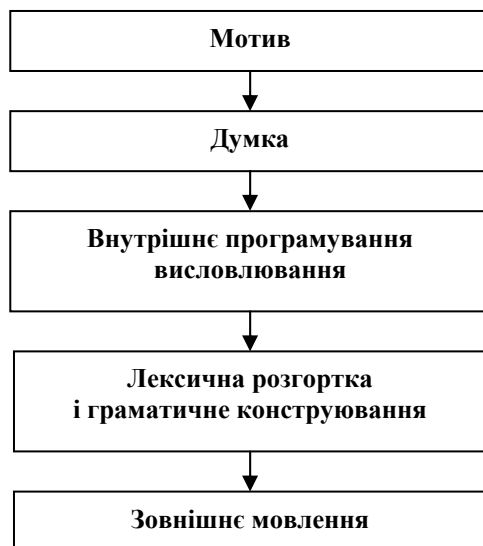 Мотив
Думка
Внутрішнє програмування
висловлювання
Лексична розгортка
і граматичне конструювання
Зовнішнє мовлення